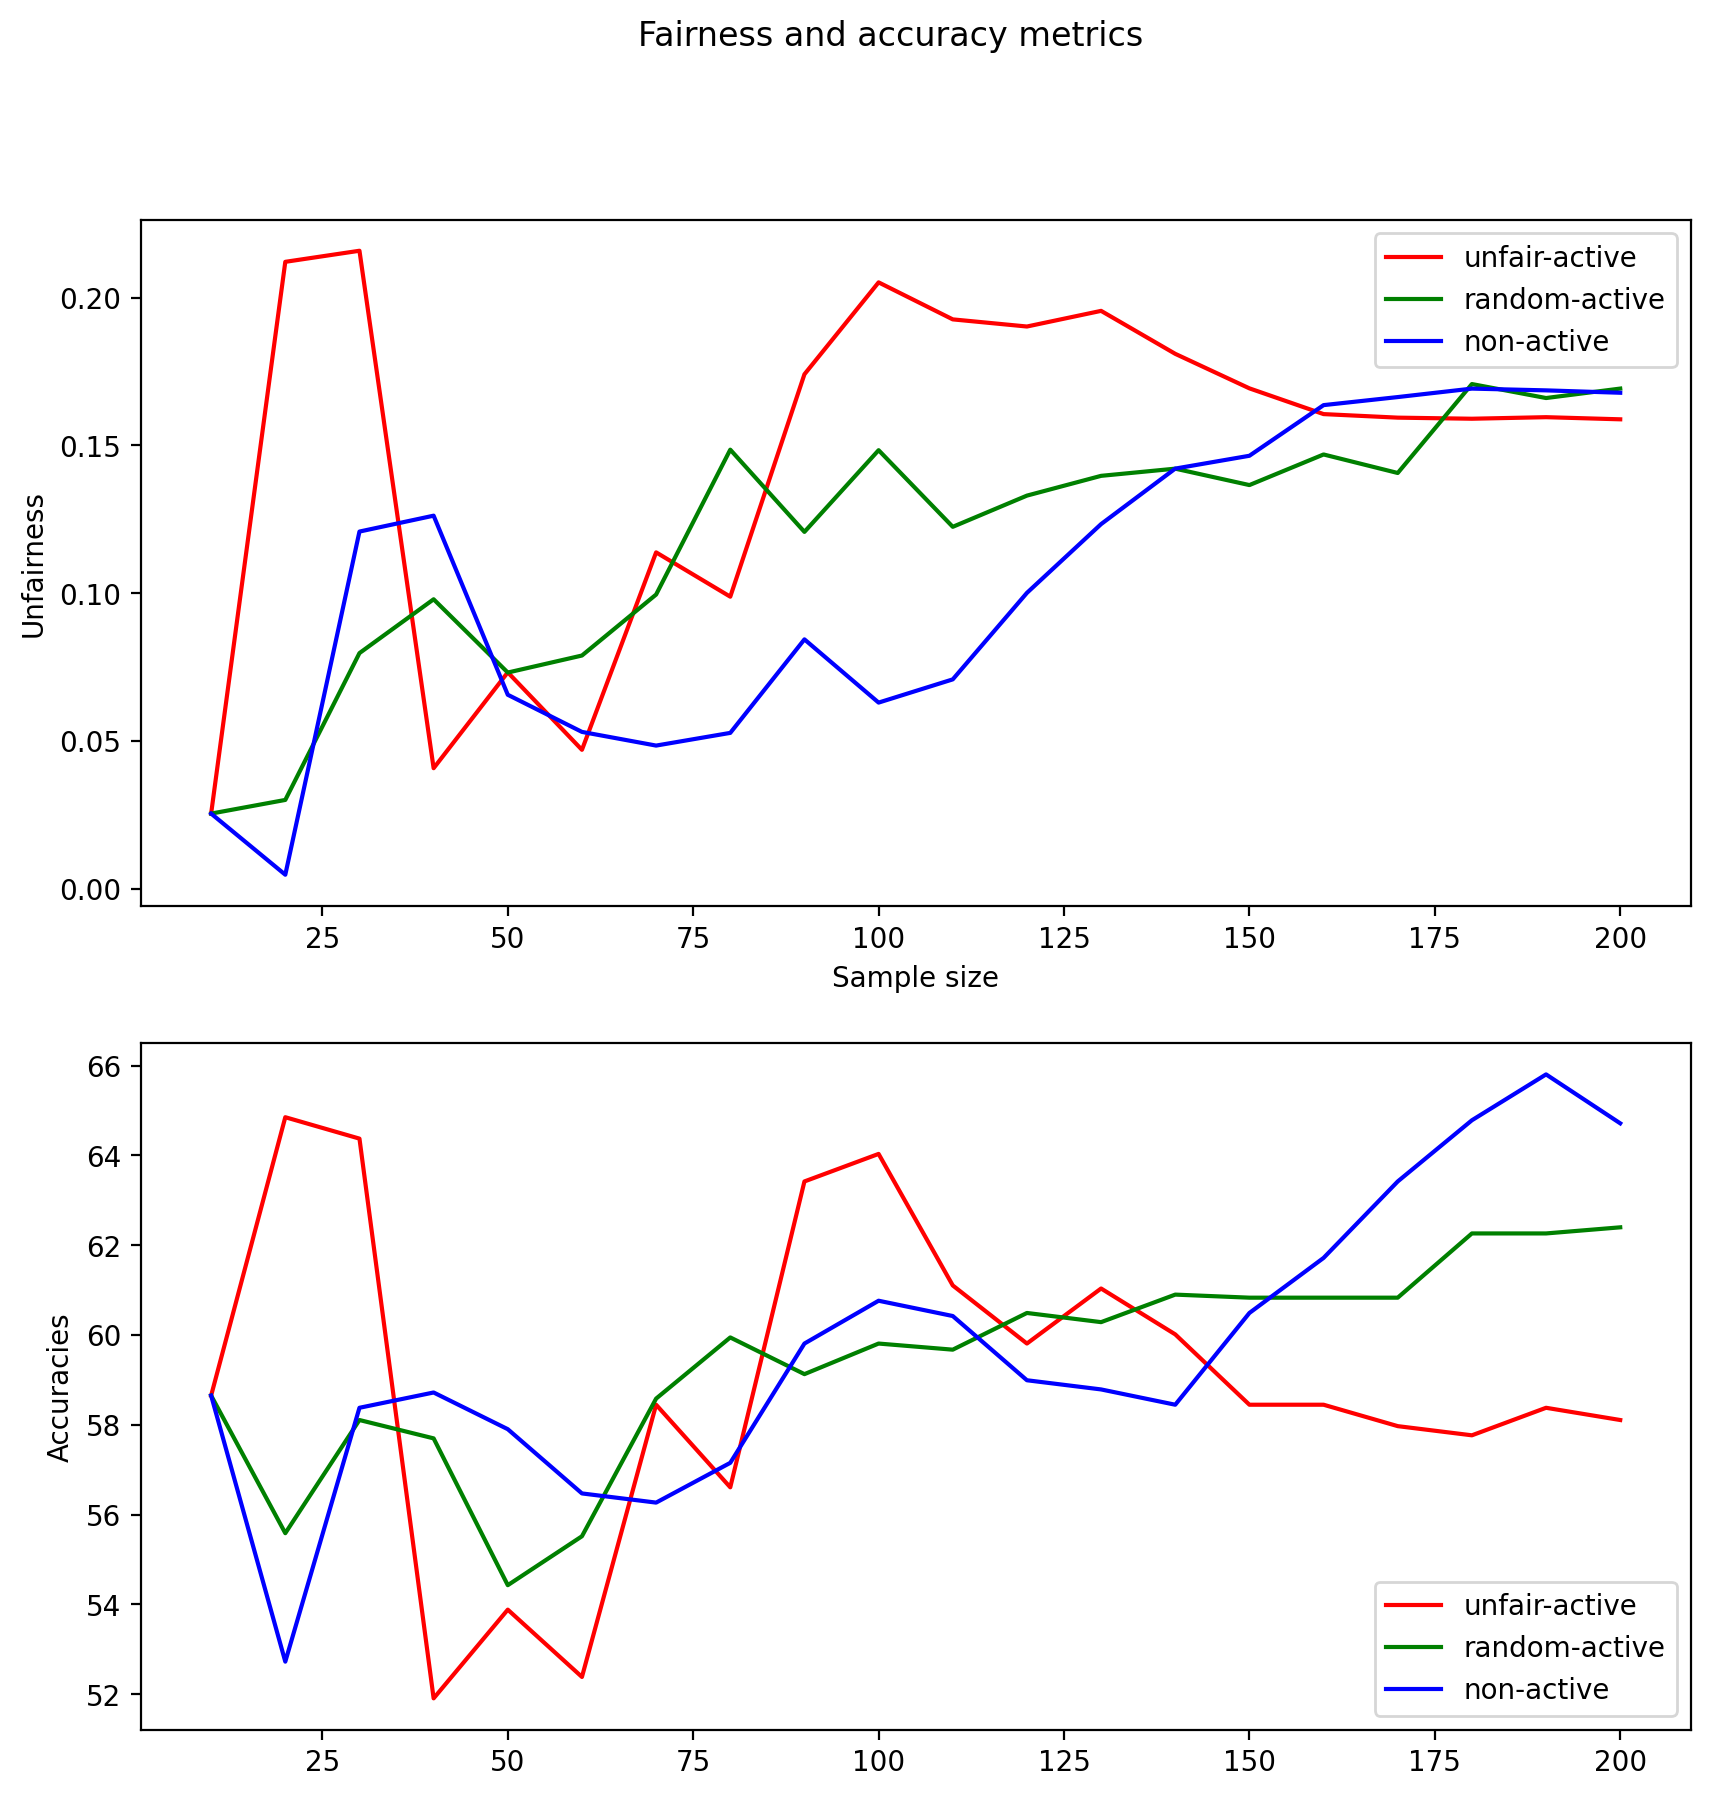 Fairness and accuracy metrics
unfair-active
random-active
non-active
0.20
0.15
0.10
0.05
0.00
Unfairness
25 50 75 100 125 150 175 200
Sample size
66
64
62
60
58
56
54
52
Accuracies
unfair-active
random-active
non-active
25 50 75 100 125 150 175 200